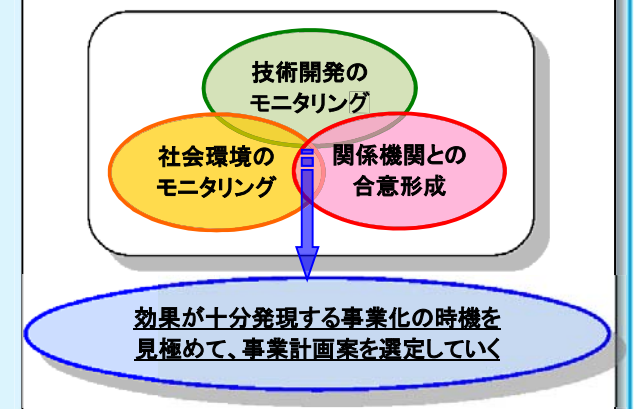 技術開発の
モニタリング
社会環境の
モニタリング
関係機関との
合意形成
効果が十分発現する事業化の時機を
見極めて、事業計画案を選定していく